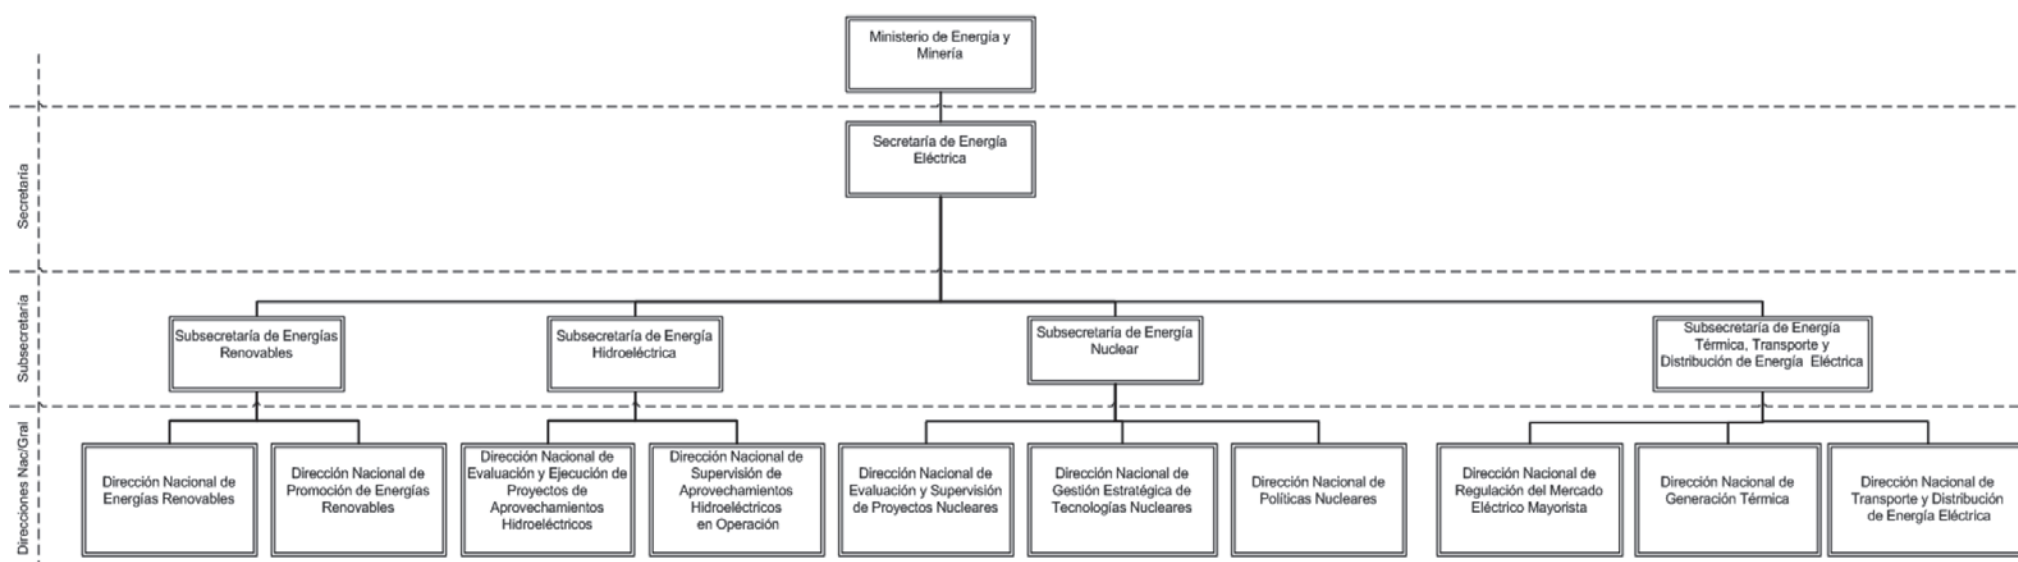 Ministerio de Energía y
Minería
Secretaría
Secretaría de Energía
Eléctrica
Subsecretaría
Subsecretaría de Energías
Renovables
Subsecretaría de Energía
Hidroeléctrica
Subsecretaría de Energía
Nuclear
Subsecretaría de Energía
Térmica, Transporte y
Distribución de Energía Eléctrica
Direcciones Nac/Gral
Dirección Nacional de
Energías Renovables
Dirección Nacional de
Promoción de Energías
Renovables
Dirección Nacional de
Evaluación y Ejecución de
Proyectos de
Aprovechamientos
Hidroeléctricos
Dirección Nacional de
Supervisión de
Aprovechamientos
Hidroeléctricos
en Operación
Dirección Nacional de
Evaluación y Supervisión
de Proyectos Nucleares
Dirección Nacional de
Gestión Estratégica de
Tecnologías Nucleares
Dirección Nacional de
Políticas Nucleares
Dirección Nacional de
Regulación del Mercado
Eléctrico Mayorista
Dirección Nacional de
Generación Térmica
Dirección Nacional de
Transporte y Distribución
de Energía Eléctrica